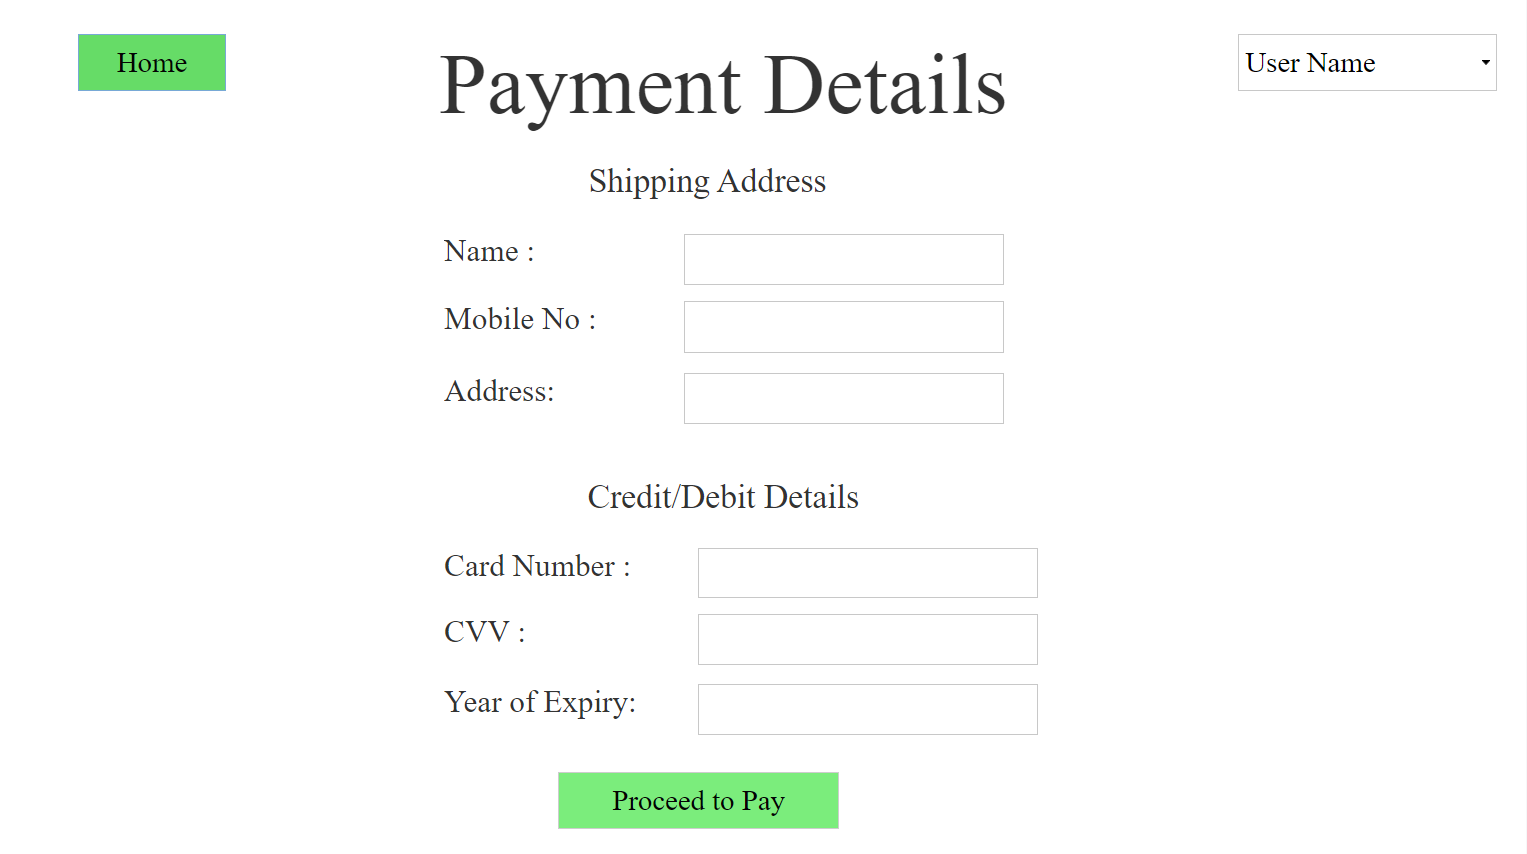 Home
Payment Details
User Name
Shipping Address
Name :
Mobile No :
Address:
Credit/Debit Details
Card Number :
CVV :
Year of Expiry:
Proceed to Pay